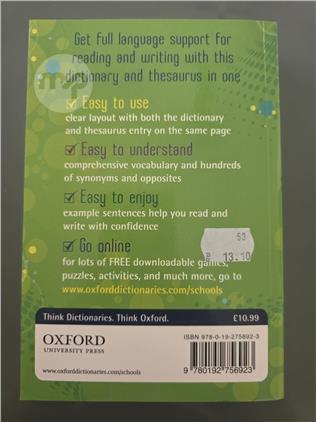 Get full language support for
reading and writing with this
dictionary and thesaurus in one
Easy to use
clear layout with both the dictionary
and thesaurus entry on the same page
Easy to understand
comprehensive vocabulary and hundreds
of synonyms and opposites
Easy to enjoy
example sentences help you read and
write with confidence
Go online
for lots of FREE downloadable games,
puzzles, activities, and much more, go to
www.oxforddictionaries.com/schools
53
13.10
Think Dictionaries. Think Oxford.
£10.99
OXFORD
UNIVERSITY PRESS
www.oxforddictionaries.com/schools
ISBN 978-0-19-275692-3
9 780192 756923